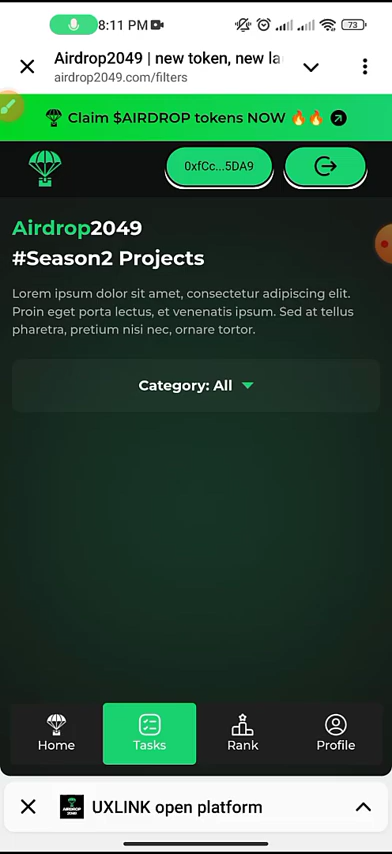 8:11 PM
73
Airdrop2049 | new token, new la
airdrop2049.com/filters
Claim $AIRDROP tokens NOW 🔥🔥
0xfCc...5DA9
Airdrop2049
#Season2 Projects
Lorem ipsum dolor sit amet, consectetur adipiscing elit.
Proin eget porta lectus, et venenatis ipsum. Sed at tellus
pharetra, pretium nisi nec, ornare tortor.
Category: All
Home
Tasks
Rank
Profile
AIRDROP
2049
UXLINK open platform